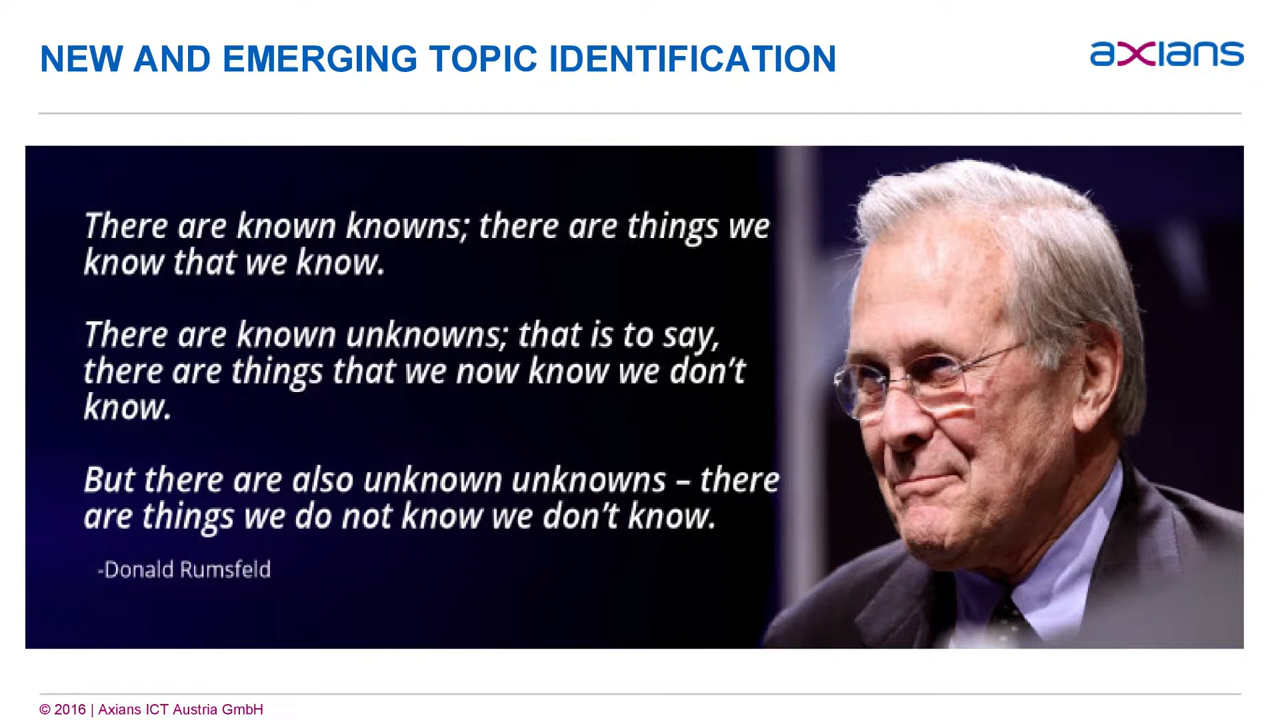 NEW AND EMERGING TOPIC IDENTIFICATION
axians
There are known knowns; there are things we
know that we know.
There are known unknowns; that is to say,
there are things that we now know we don’t
know.
But there are also unknown unknowns – there
are things we do not know we don’t know.
-Donald Rumsfeld
© 2016 | Axians ICT Austria GmbH